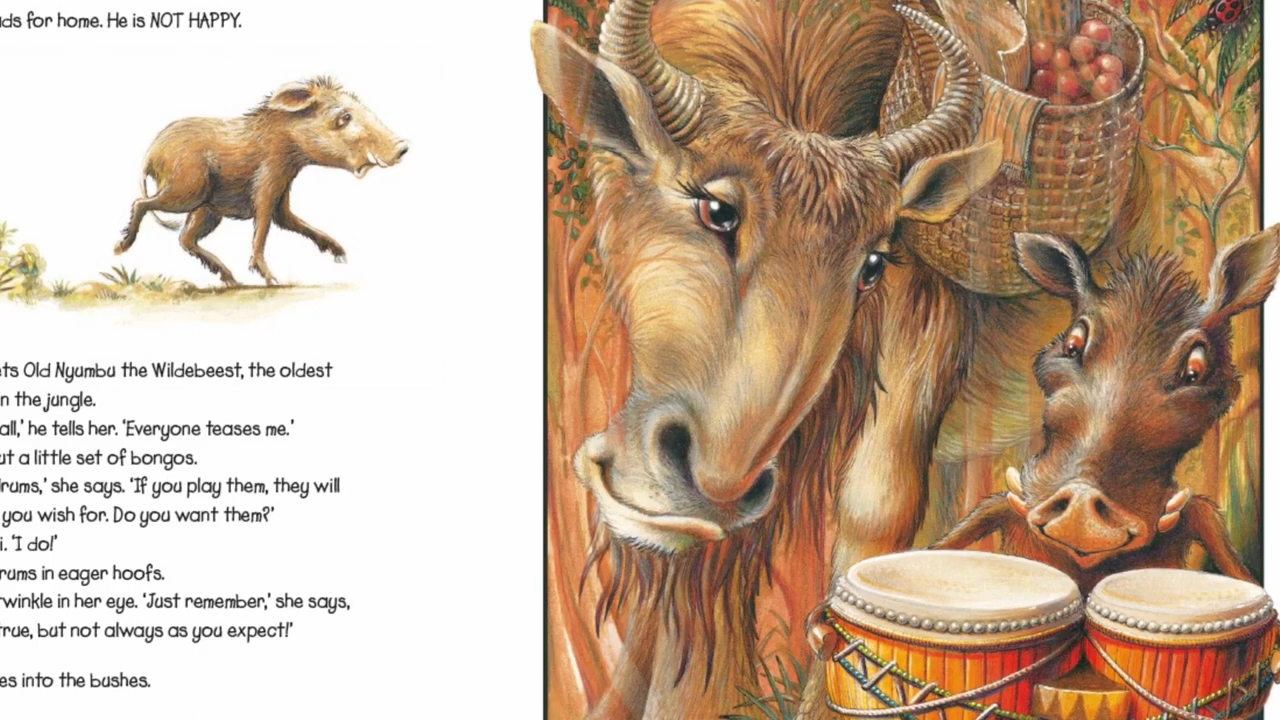 ds for home. He is NOT HAPPY.
ts Old Nyumbu the Wildebeest, the oldest
n the jungle.
all,’ he tells her. ‘Everyone teases me.’
ut a little set of bongos.
drums,’ she says. ‘If you play them, they will
you wish for. Do you want them?’
i. ‘I do!’
rums in eager hoofs.
twinkle in her eye. ‘Just remember,’ she says,
true, but not always as you expect!’
es into the bushes.